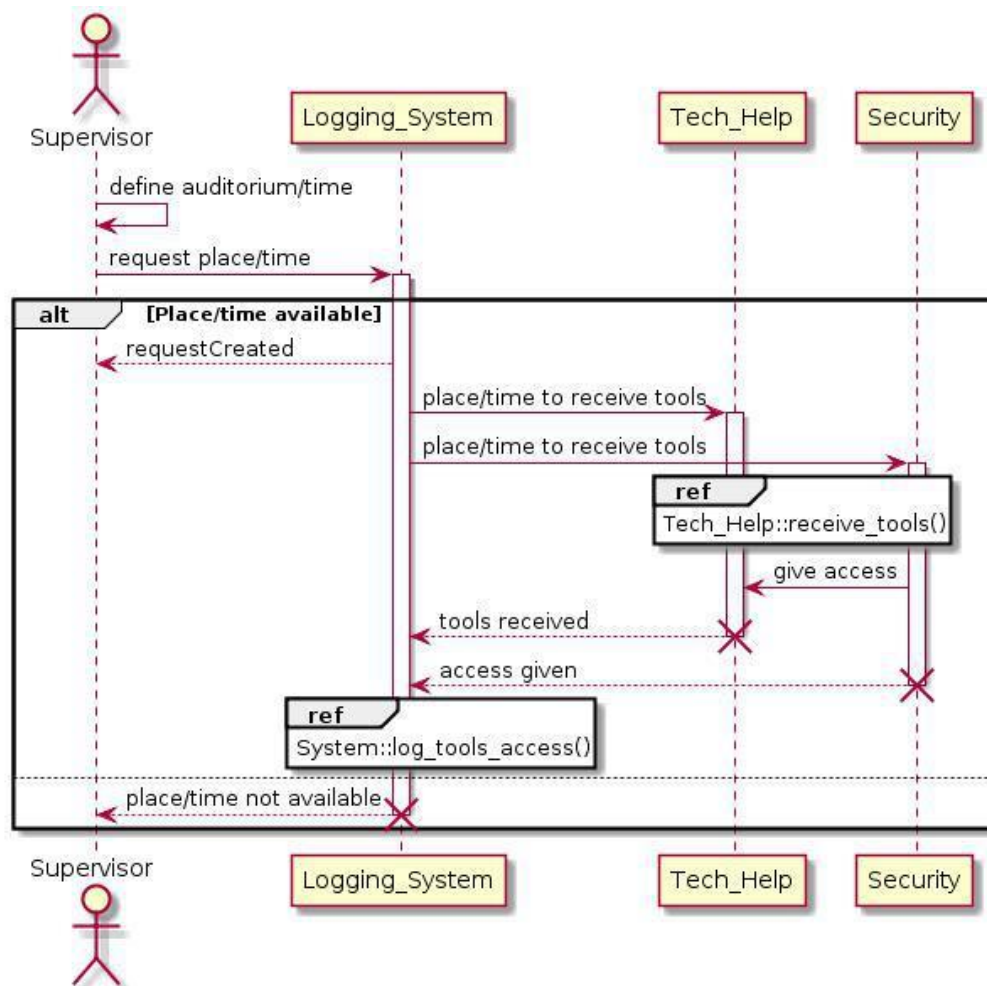 Supervisor
Logging_System
Tech_Help
Security
define auditorium/time
request place/time
alt
[Place/time available]
requestCreated
place/time to receive tools
place/time to receive tools
ref
Tech_Help::receive_tools()
give access
tools received
access given
ref
System::log_tools_access()
place/time not available
Supervisor
Logging_System
Tech_Help
Security